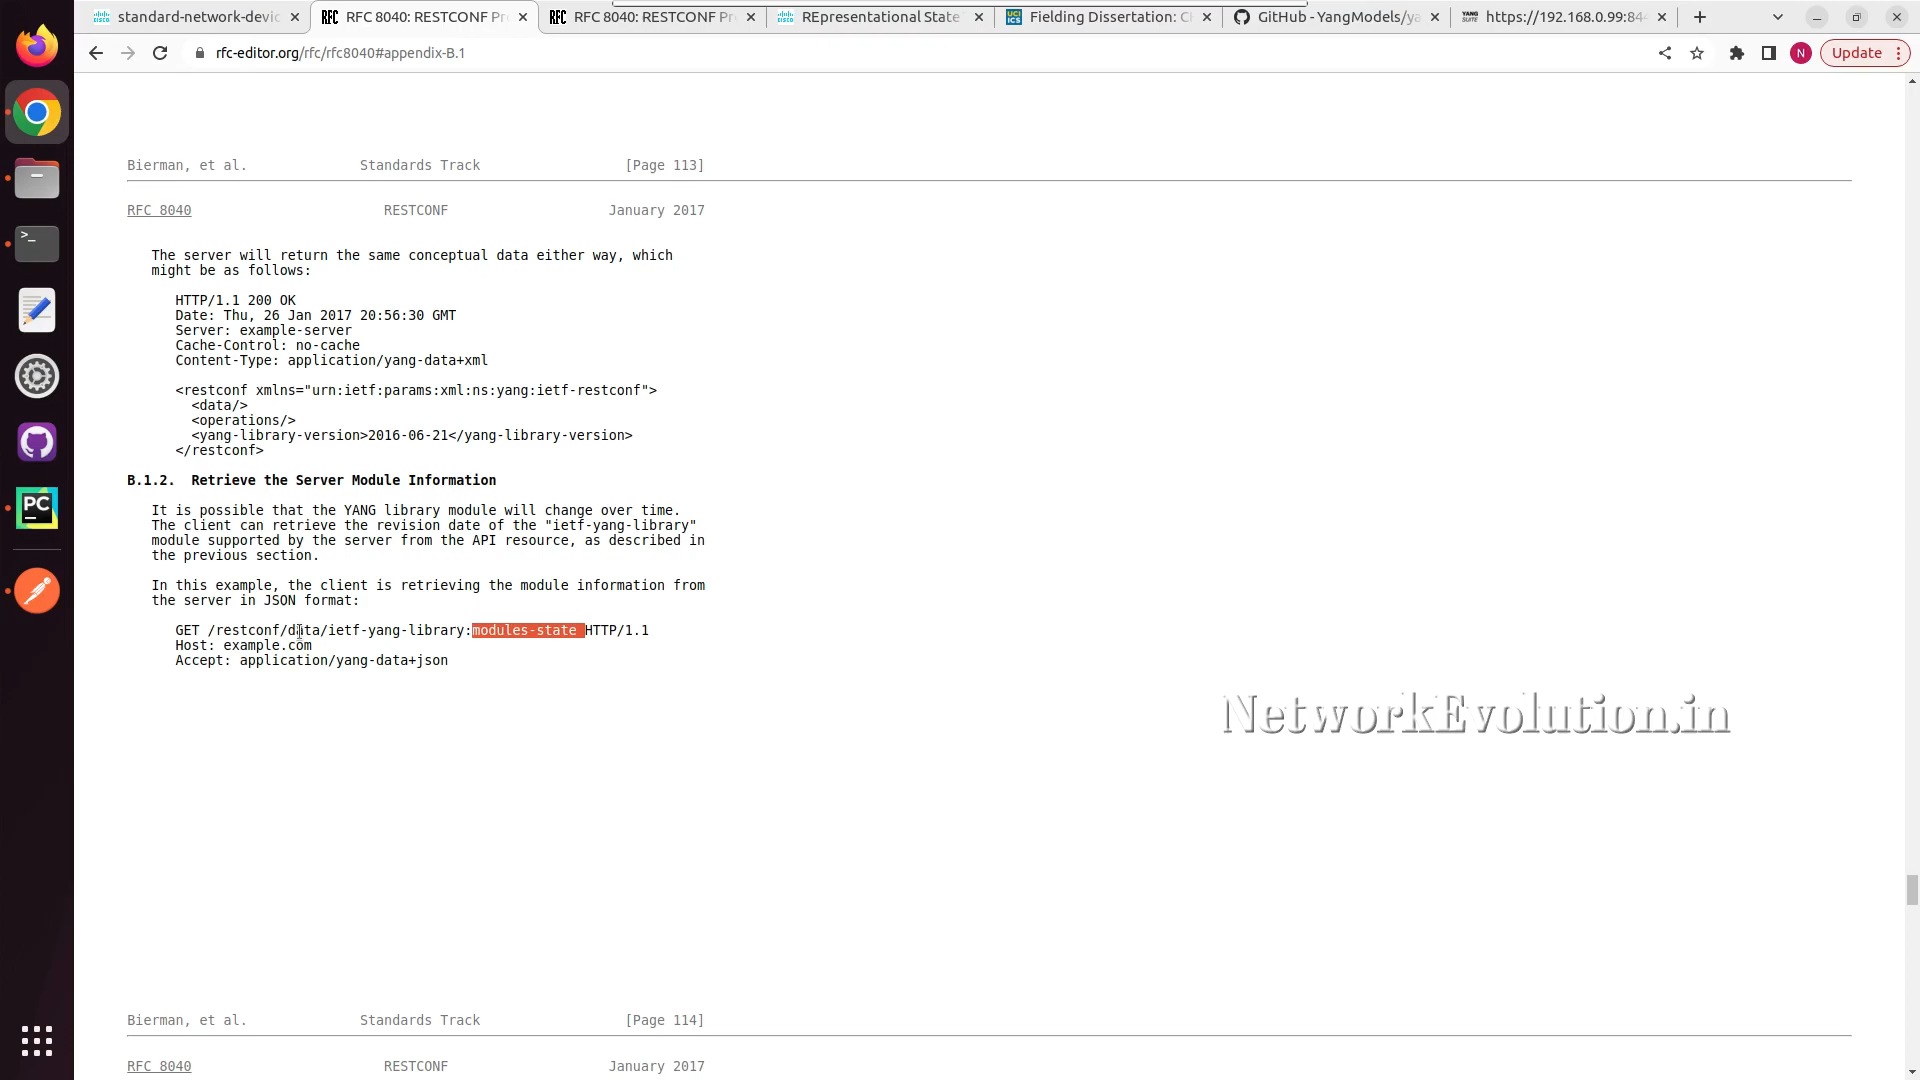 standard-network-devic
RFC 8040: RESTCONF Pro
RFC 8040: RESTCONF Pro
REpresentational State
Fielding Dissertation: C
GitHub - YangModels/ya
https://192.168.0.99:844
rfc-editor.org/rfc/rfc8040#appendix-B.1
N
Update
Bierman, et al. Standards Track [Page 113]
RFC 8040 RESTCONF January 2017
The server will return the same conceptual data either way, which
might be as follows:
HTTP/1.1 200 OK
Date: Thu, 26 Jan 2017 20:56:30 GMT
Server: example-server
Cache-Control: no-cache
Content-Type: application/yang-data+xml
<restconf xmlns="urn:ietf:params:xml:ns:yang:ietf-restconf">
<data/>
<operations/>
<yang-library-version>2016-06-21</yang-library-version>
</restconf>
B.1.2. Retrieve the Server Module Information
It is possible that the YANG library module will change over time.
The client can retrieve the revision date of the "ietf-yang-library"
module supported by the server from the API resource, as described in
the previous section.
In this example, the client is retrieving the module information from
the server in JSON format:
GET /restconf/data/ietf-yang-library:modules-state HTTP/1.1
Host: example.com
Accept: application/yang-data+json
NetworkEvolution.in
Bierman, et al. Standards Track [Page 114]
RFC 8040 RESTCONF January 2017